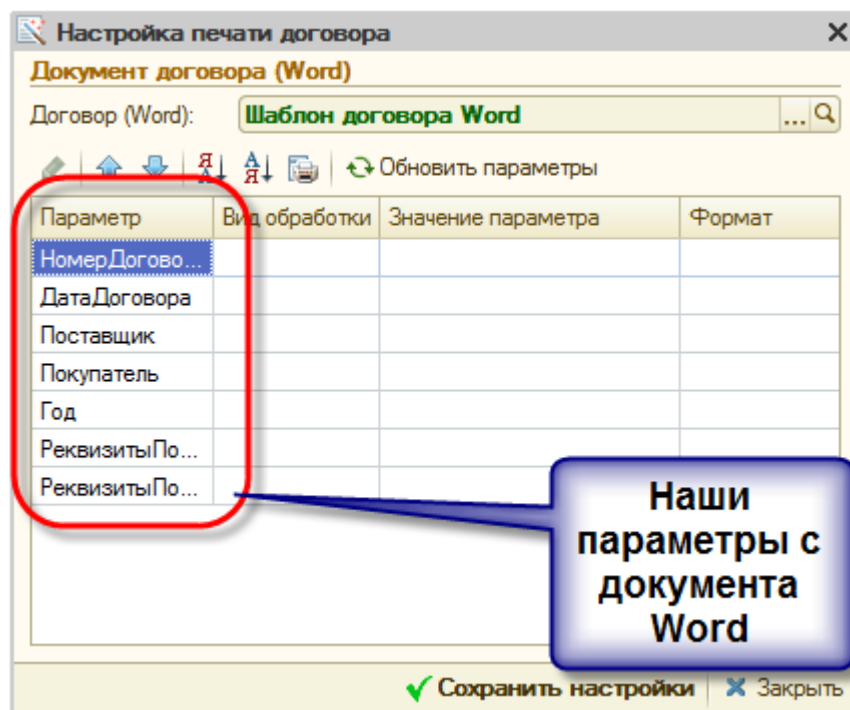 Настройка печати договора
Документ договора (Word)
Договор (Word): Шаблон договора Word ...
Обновить параметры
Параметр Вид обработки Значение параметра Формат
НомерДогово...
ДатаДоговора
Поставщик
Покупатель
Год
РеквизитыПо...
РеквизитыПо...
Наши
параметры с
документа
Word
Сохранить настройки Закрыть